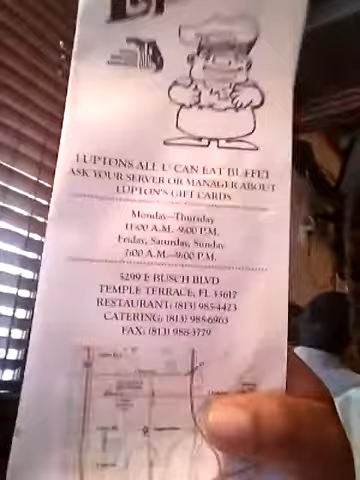 LUPTONS ALL U CAN EAT BUFFET
ASK YOUR SERVER OR MANAGER ABOUT
LUPTON'S GIFT CARDS
Monday--Thursday
11:00 A.M.-9:00 P.M.
Friday, Saturday, Sunday
7:00 A.M.--9:00 P.M.
5299 E BUSCH BLVD
TEMPLE TERRACE, FL 33617
RESTAURANT: (813) 985-4423
CATERING: (813) 985-6963
FAX: (813) 988-3779